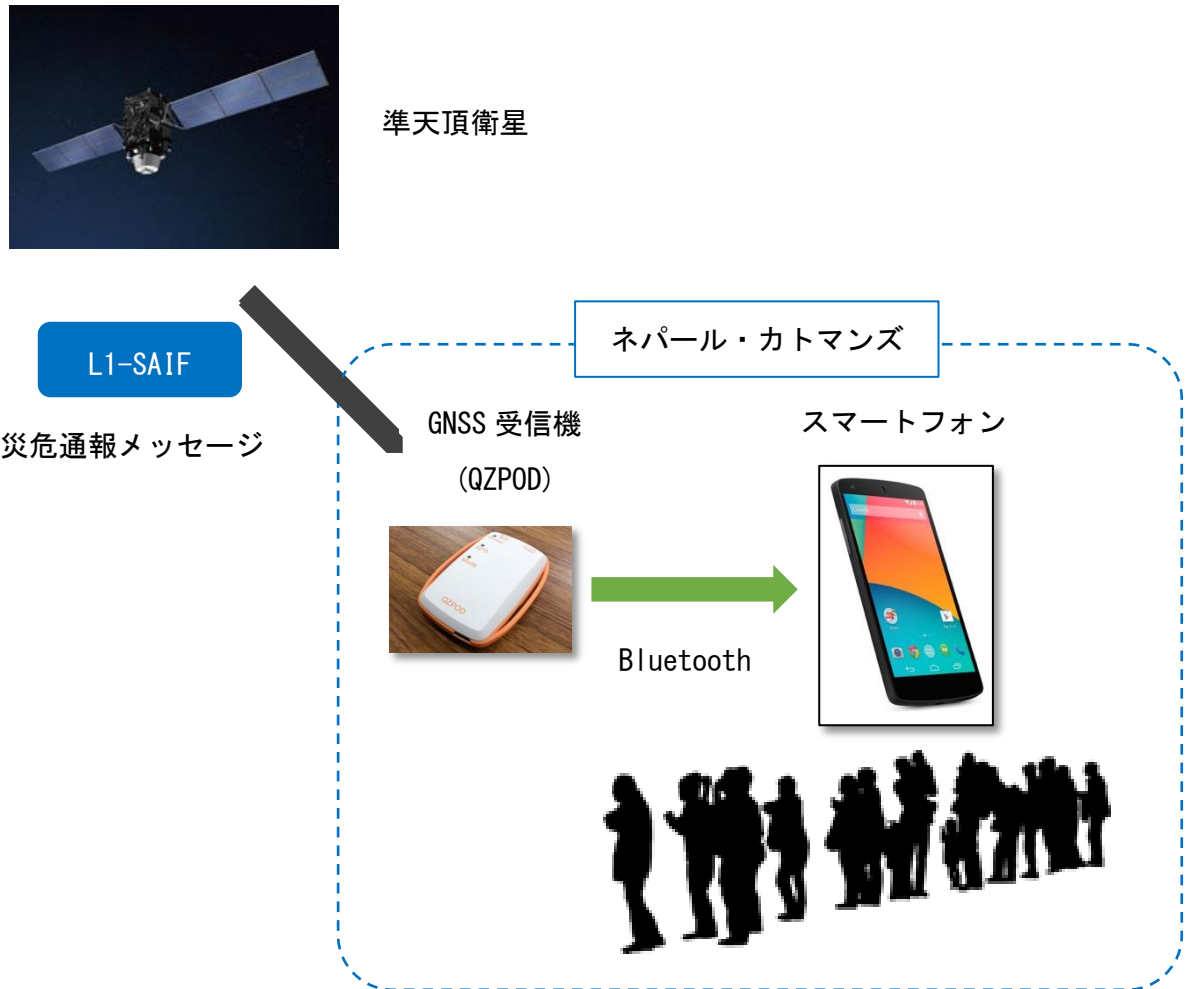 準天頂衛星
L1-SAIF
災危通報メッセージ
ネパール・カトマンズ
GNSS 受信機
(QZPOD)
スマートフォン
QZPOD
Bluetooth